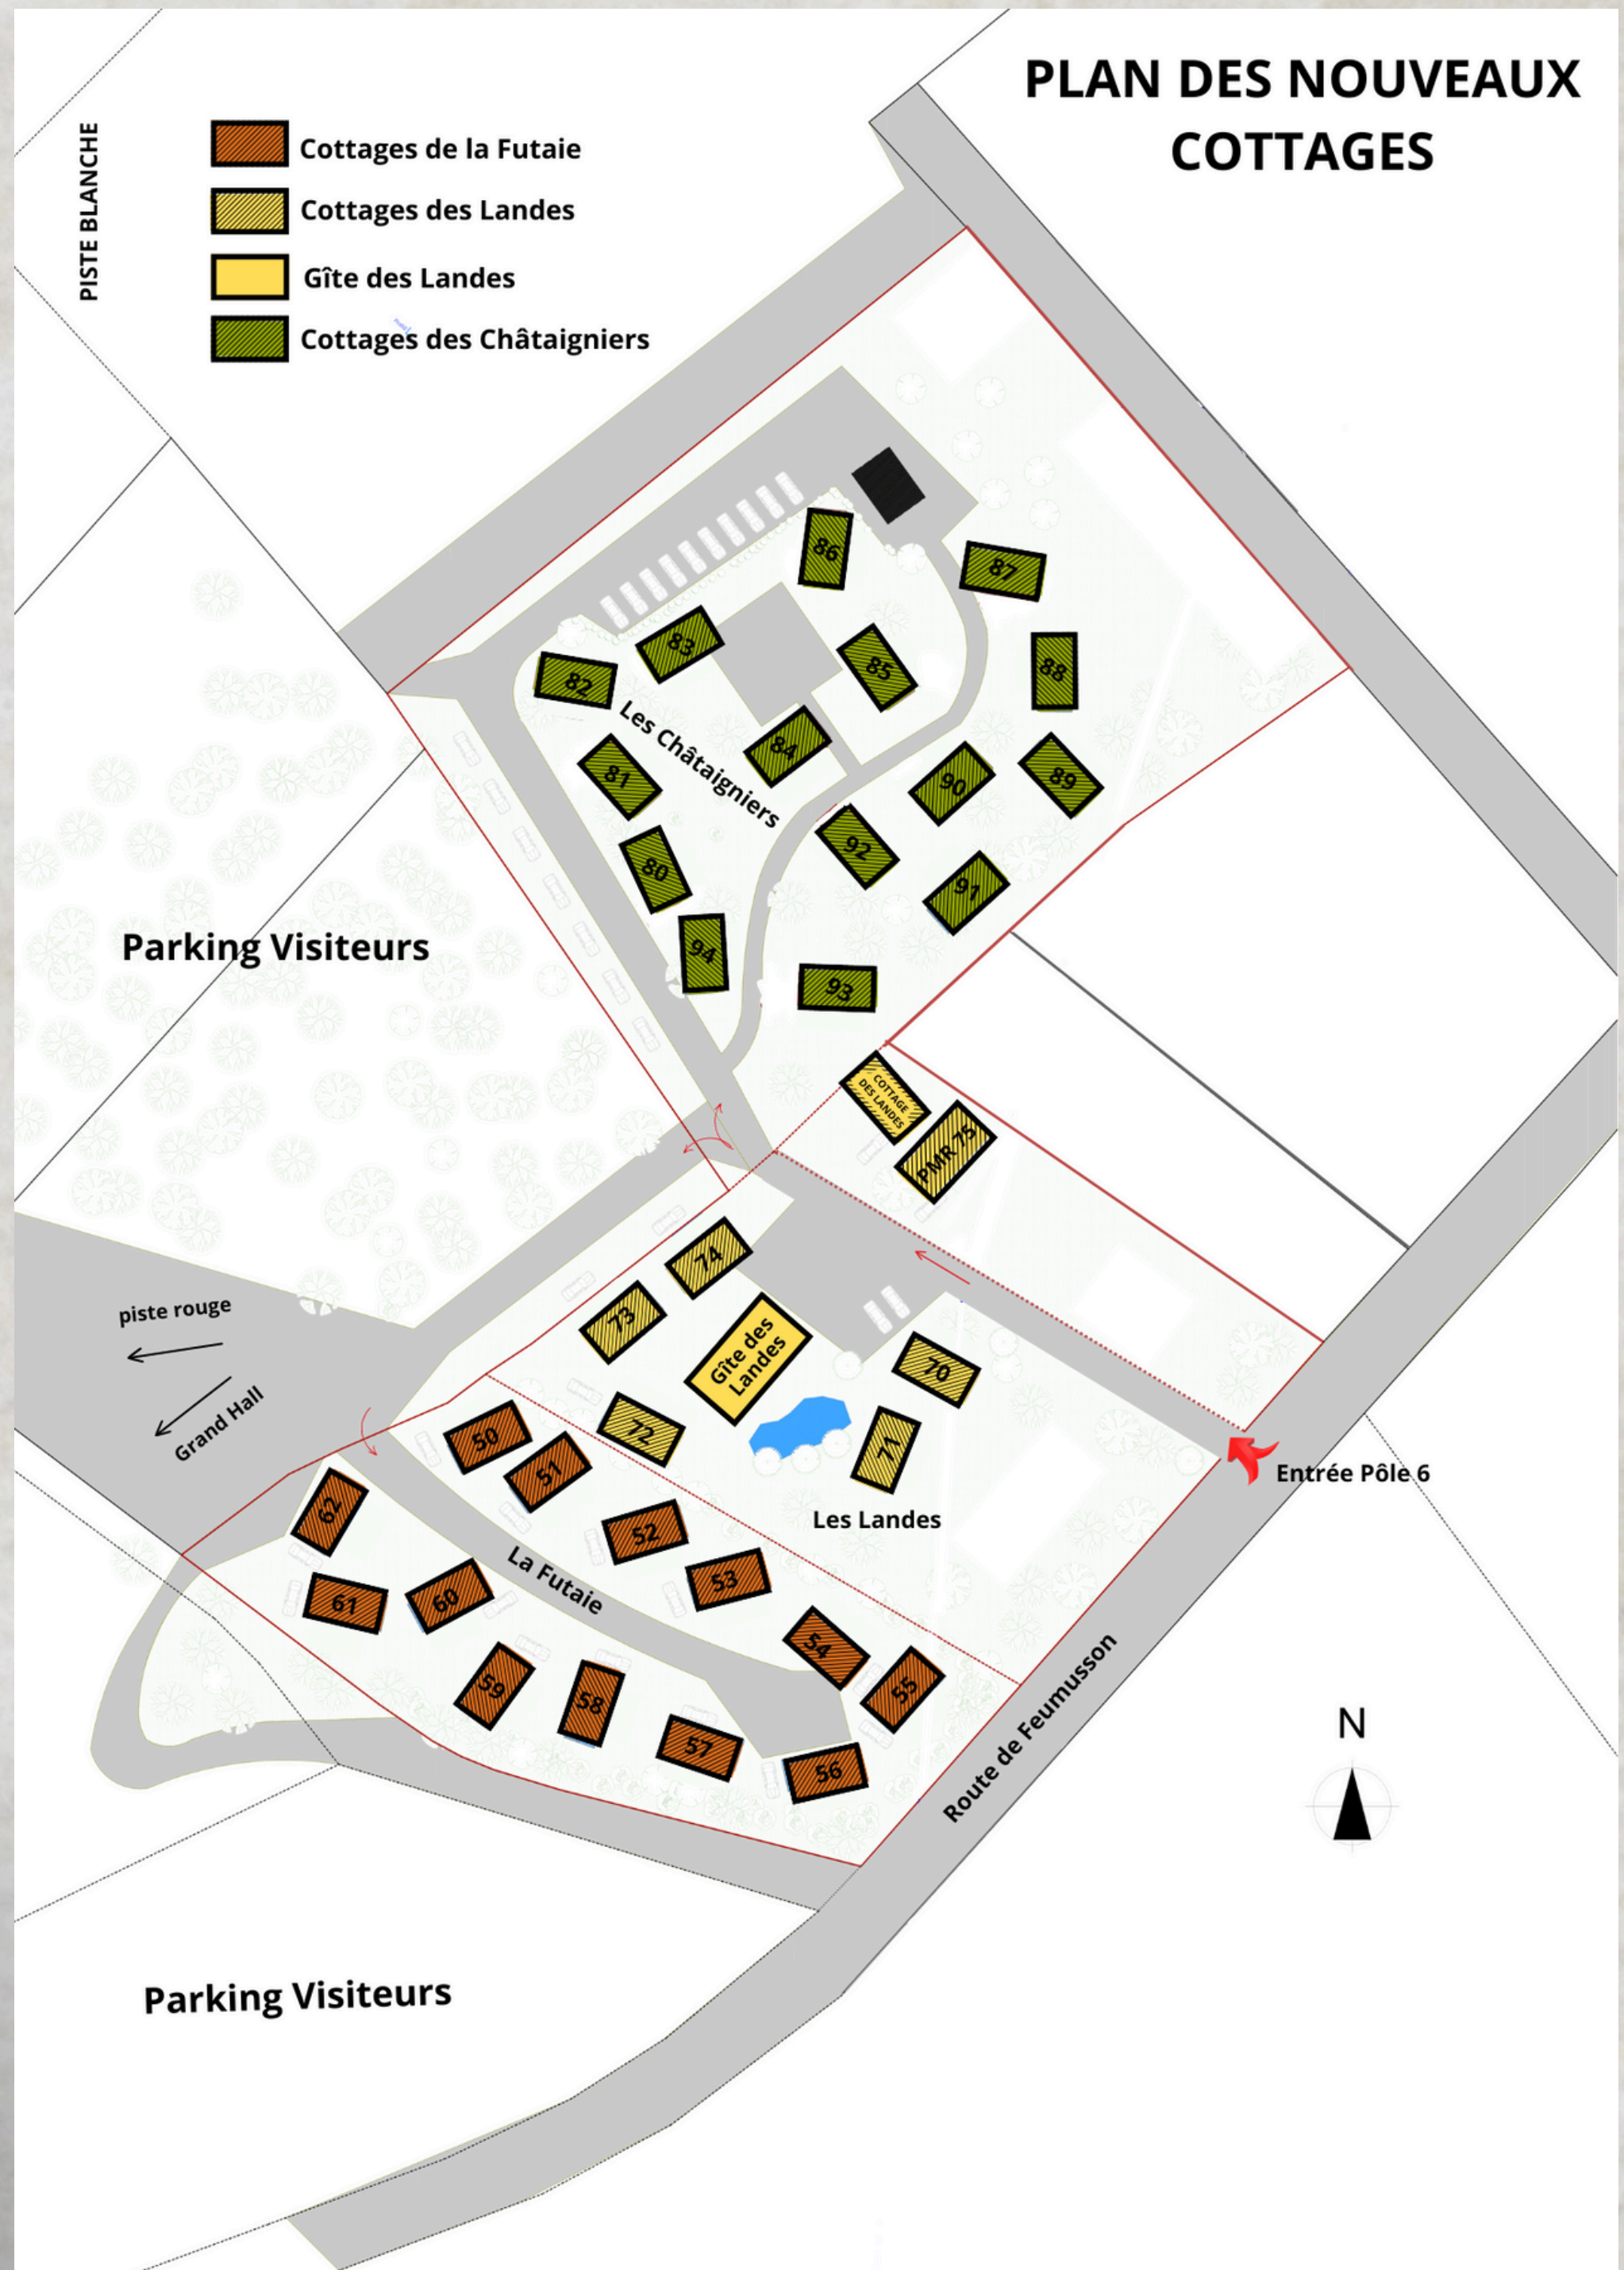 PLAN DES NOUVEAUX
COTTAGES
PISTE BLANCHE
Cottages de la Futaie
Cottages des Landes
Gîte des Landes
Cottages des Châtaigniers
86
87
83
85
88
82
Les Châtaigniers
84
81
90
89
92
80
91
94
93
Parking Visiteurs
COTTAGE
DES LANDES
PMR 75
74
73
Gîte des
Landes
70
72
71
piste rouge
Grand Hall
Entrée Pôle 6
Les Landes
50
51
62
52
53
La Futaie
61
60
54
55
59
58
57
56
Route de Feumusson
N
Parking Visiteurs